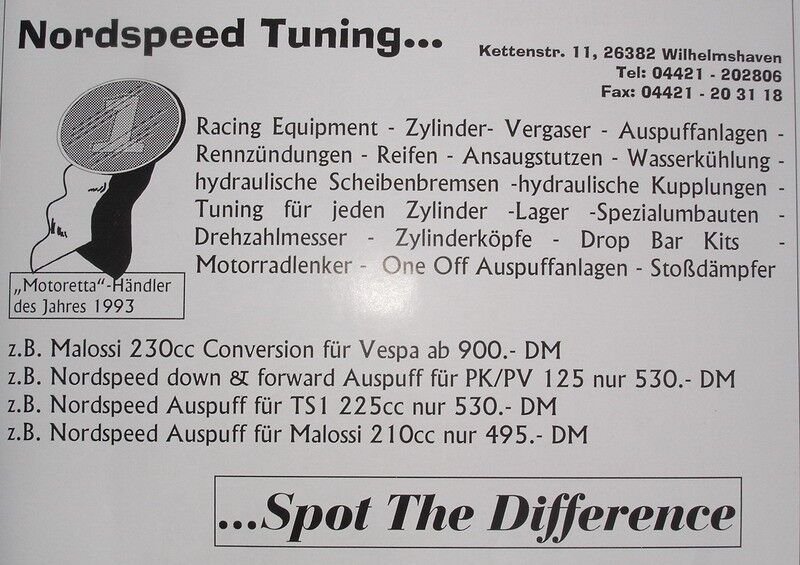 Nordspeed Tuning...
Kettenstr. 11, 26382 Wilhelmshaven
Tel: 04421 - 202806
Fax: 04421 - 20 31 18
1
Racing Equipment - Zylinder- Vergaser - Auspuffanlagen -
Rennzündungen - Reifen - Ansaugstutzen - Wasserkühlung -
hydraulische Scheibenbremsen -hydraulische Kupplungen -
Tuning für jeden Zylinder -Lager -Spezialumbauten -
Drehzahlmesser - Zylinderköpfe - Drop Bar Kits -
Motorradlenker - One Off Auspuffanlagen - Stoßdämpfer
„Motoretta“-Händler
des Jahres 1993
z.B. Malossi 230cc Conversion für Vespa ab 900.- DM
z.B. Nordspeed down & forward Auspuff für PK/PV 125 nur 530.- DM
z.B. Nordspeed Auspuff für TS1 225cc nur 530.- DM
z.B. Nordspeed Auspuff für Malossi 210cc nur 495.- DM
...Spot The Difference